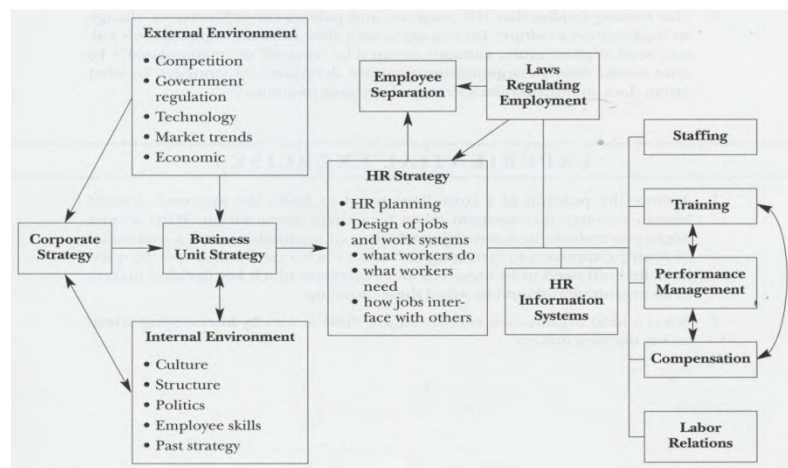 External Environment
• Competition
• Government
regulation
• Technology
• Market trends
• Economic
Employee
Separation
Laws
Regulating
Employment
Corporate
Strategy
Business
Unit Strategy
HR Strategy
• HR planning
• Design of jobs
and work systems
• what workers do
• what workers
need
• how jobs inter-
face with others
Internal Environment
• Culture
• Structure
• Politics
• Employee skills
• Past strategy
HR
Information
Systems
Staffing
Training
Performance
Management
Compensation
Labor
Relations